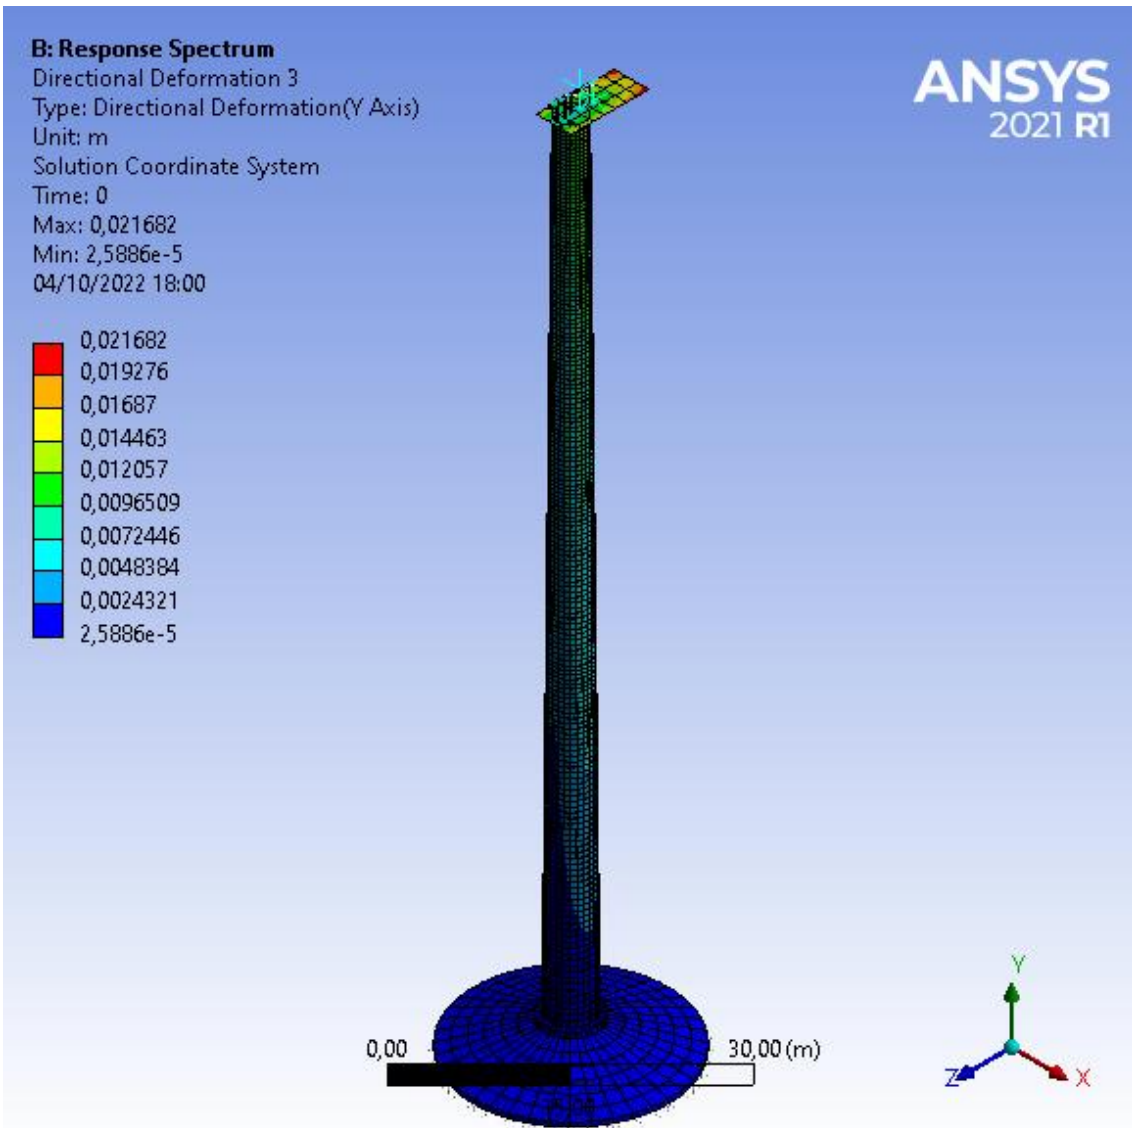 B: Response Spectrum
Directional Deformation 3
Type: Directional Deformation(Y Axis)
Unit: m
Solution Coordinate System
Time: 0
Max: 0,021682
Min: 2,5886e-5
04/10/2022 18:00
ANSYS
2021 R1
0,021682
0,019276
0,01687
0,014463
0,012057
0,0096509
0,0072446
0,0048384
0,0024321
2,5886e-5
0,00
30,00 (m)
Y
Z
X